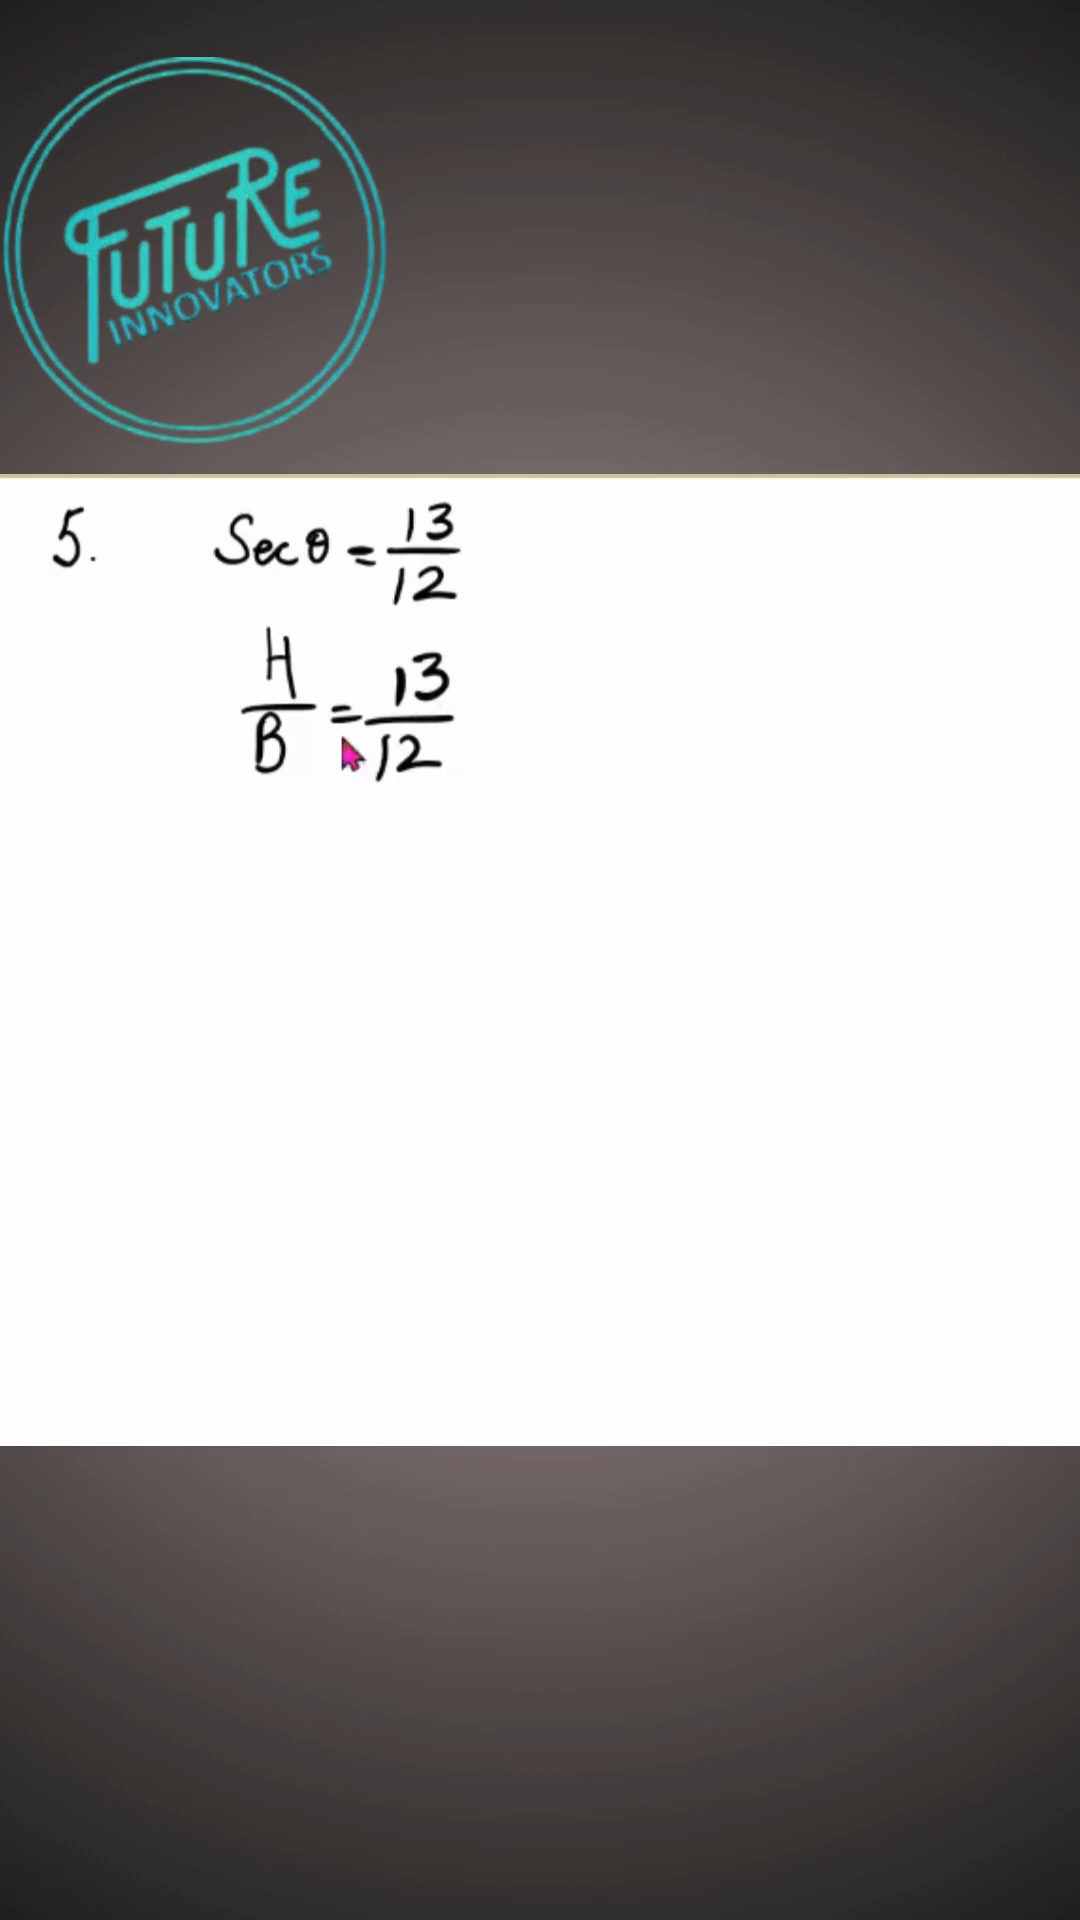 FUTURE
INNOVATORS
5. Sec θ = 13/12
H/B = 13/12